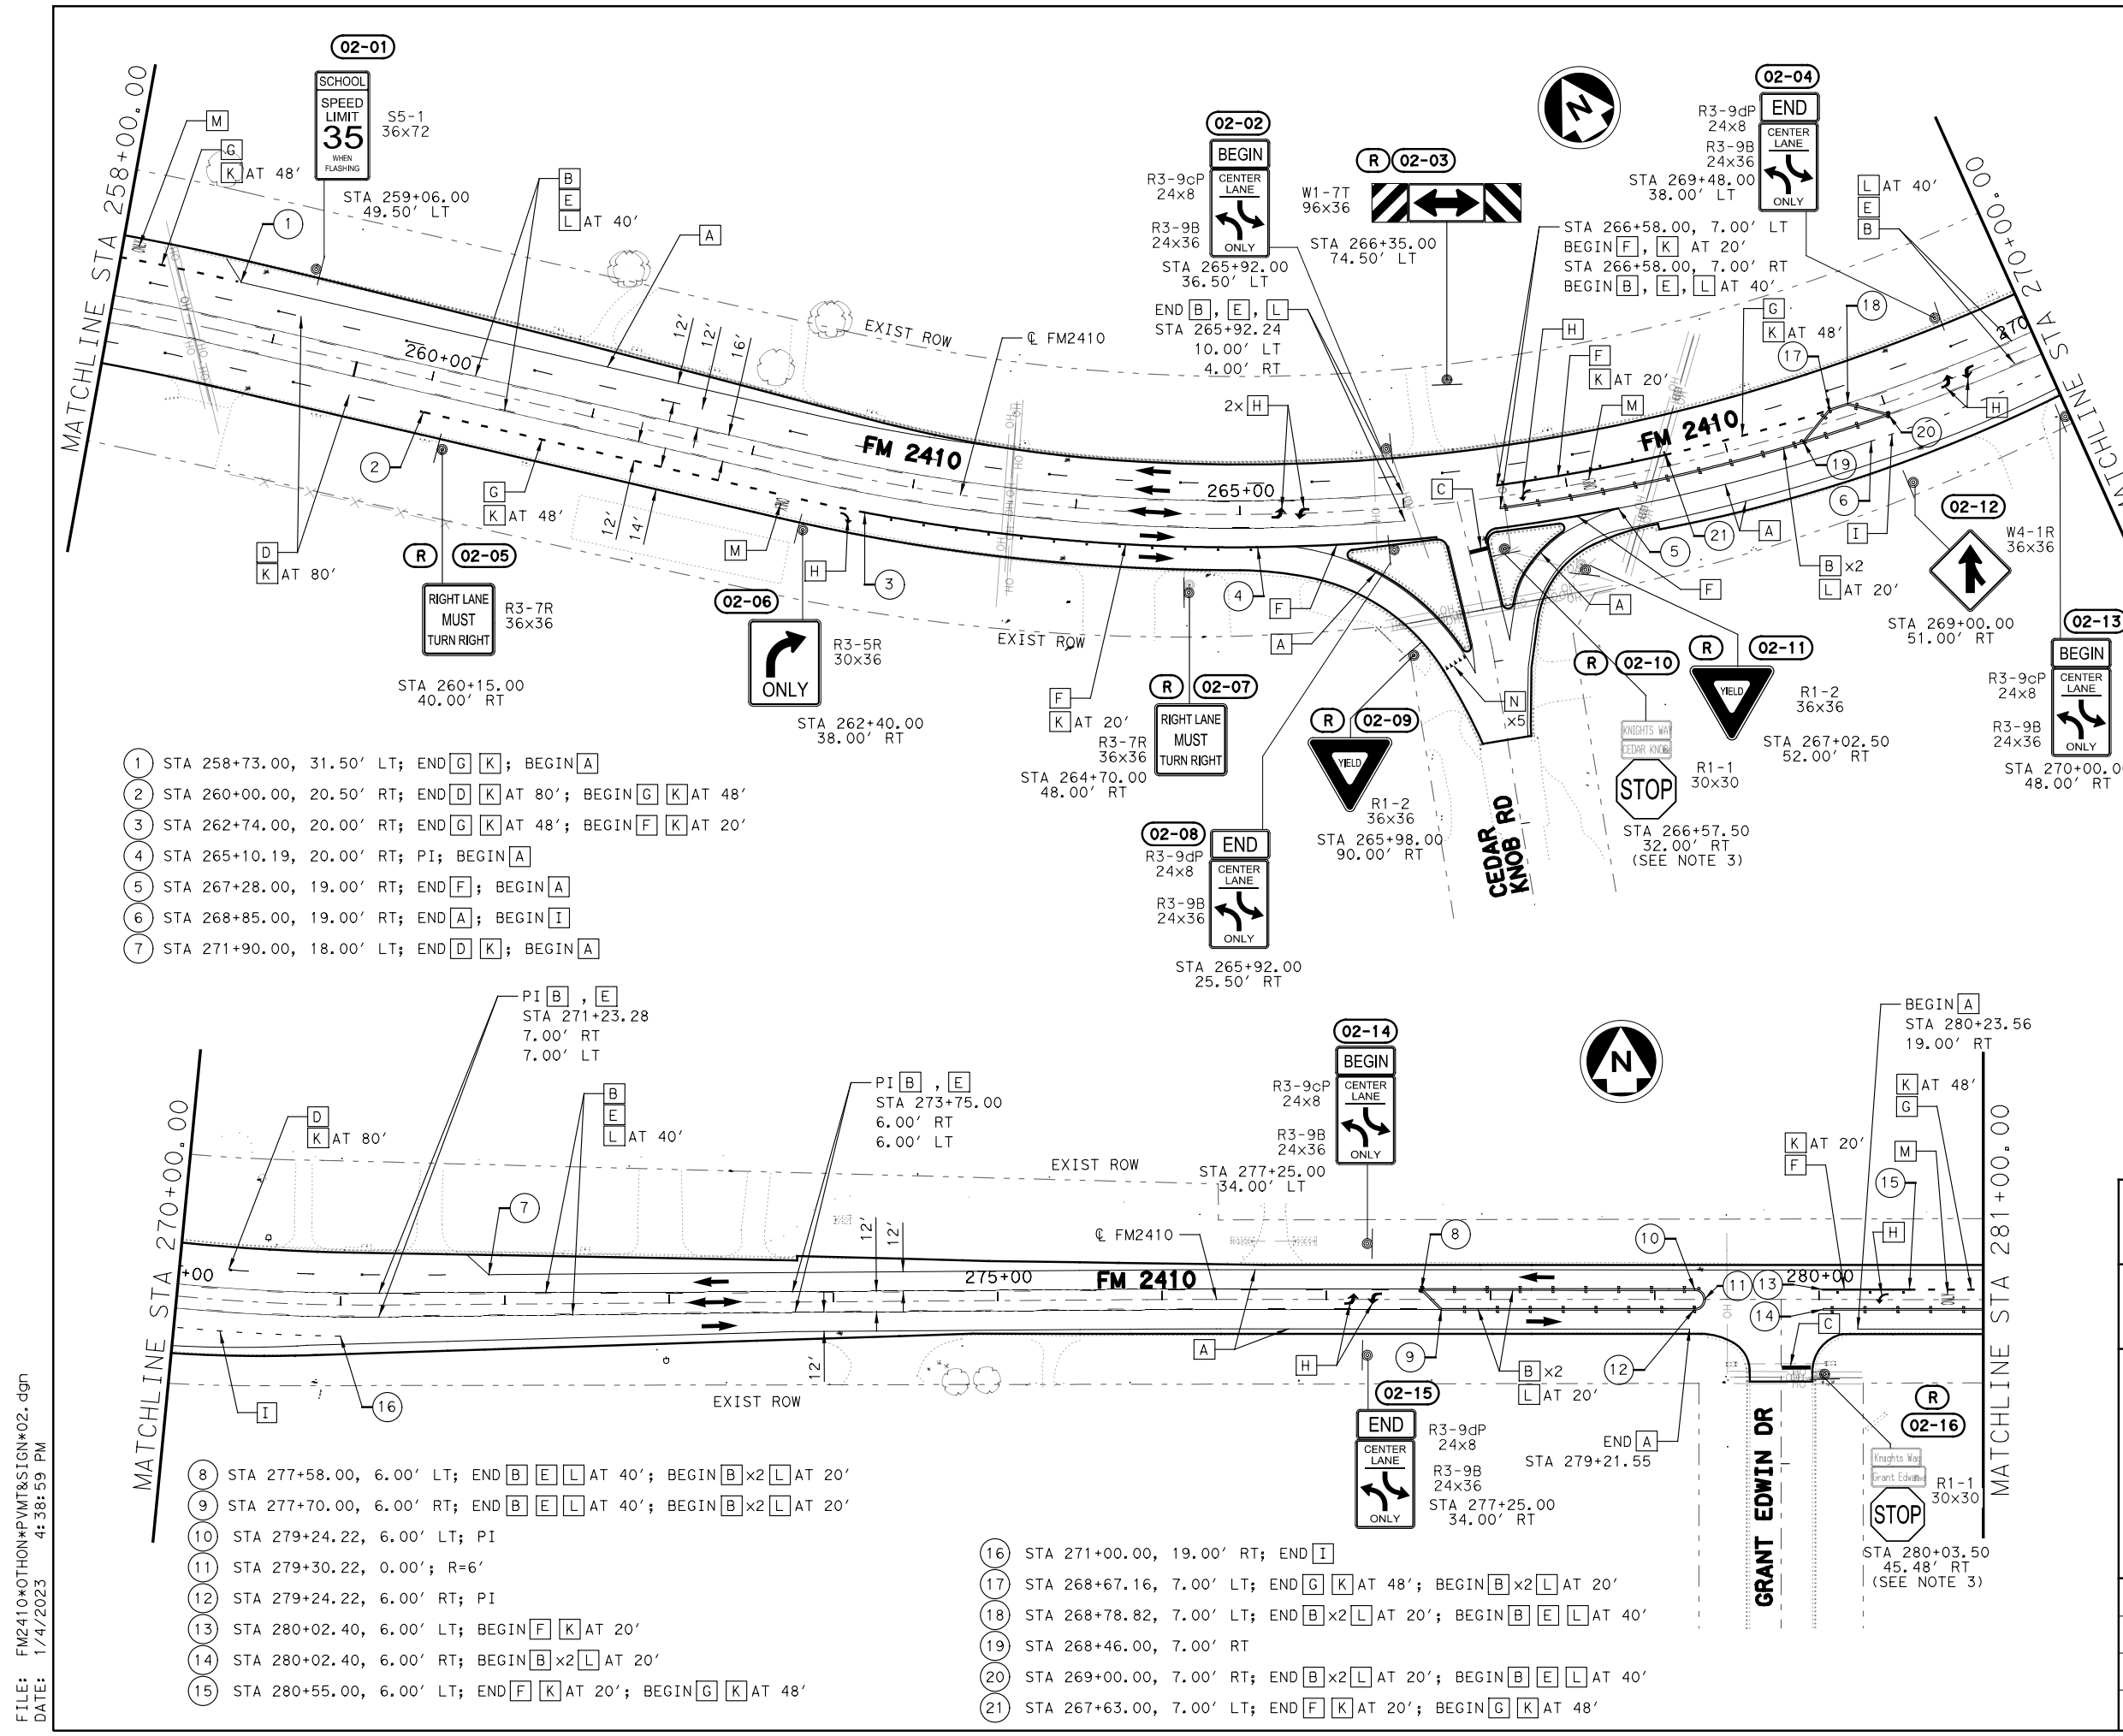 02-01
SCHOOL
SPEED
LIMIT
35
WHEN
FLASHING
S5-1
36x72
STA 259+06.00
49.50' LT
MATCHLINE STA 258+00.00
M
G
K AT 48'
1
B
E
L AT 40'
A
260+00
12'
12'
16'
EXIST ROW
℄ FM2410
FM 2410
02-02
BEGIN
CENTER
LANE
ONLY
R3-9cP
24x8
R3-9B
24x36
STA 265+92.00
36.50' LT
END B, E, L
STA 265+92.24
10.00' LT
4.00' RT
2x H
265+00
R 02-03
W1-7T
96x36
STA 266+35.00
74.50' LT
N
STA 266+58.00, 7.00' LT
BEGIN F, K AT 20'
STA 266+58.00, 7.00' RT
BEGIN B, E, L AT 40'
02-04
END
CENTER
LANE
ONLY
R3-9dP
24x8
R3-9B
24x36
STA 269+48.00
38.00' LT
L AT 40'
E
B
MATCHLINE STA 270+00.00
270
H
F
K AT 20'
M
G
K AT 48'
17
18
FM 2410
H
20
19
6
I
A
21
B x2
L AT 20'
5
F
A
C
2
D
K AT 80'
G
K AT 48'
12'
14'
M
H
3
R 02-05
RIGHT LANE
MUST
TURN RIGHT
R3-7R
36x36
STA 260+15.00
40.00' RT
02-06
ONLY
R3-5R
30x36
STA 262+40.00
38.00' RT
EXIST ROW
4
F
A
F
K AT 20'
R 02-07
RIGHT LANE
MUST
TURN RIGHT
R3-7R
36x36
STA 264+70.00
48.00' RT
02-08
END
CENTER
LANE
ONLY
R3-9dP
24x8
R3-9B
24x36
STA 265+92.00
25.50' RT
R 02-09
YIELD
R1-2
36x36
STA 265+98.00
90.00' RT
N
x5
CEDAR
KNOB RD
R 02-10
KNIGHTS WAY
CEDAR KNOB
STOP
R1-1
30x30
STA 266+57.50
32.00' RT
(SEE NOTE 3)
R 02-11
YIELD
R1-2
36x36
STA 267+02.50
52.00' RT
02-12
W4-1R
36x36
STA 269+00.00
51.00' RT
02-13
BEGIN
CENTER
LANE
ONLY
R3-9cP
24x8
R3-9B
24x36
STA 270+00.0
48.00' RT
1 STA 258+73.00, 31.50' LT; END G K; BEGIN A
2 STA 260+00.00, 20.50' RT; END D K AT 80'; BEGIN G K AT 48'
3 STA 262+74.00, 20.00' RT; END G K AT 48'; BEGIN F K AT 20'
4 STA 265+10.19, 20.00' RT; PI; BEGIN A
5 STA 267+28.00, 19.00' RT; END F; BEGIN A
6 STA 268+85.00, 19.00' RT; END A; BEGIN I
7 STA 271+90.00, 18.00' LT; END D K; BEGIN A
PI B , E
STA 271+23.28
7.00' RT
7.00' LT
MATCHLINE STA 270+00.00
D
K AT 80'
B
E
L AT 40'
PI B , E
STA 273+75.00
6.00' RT
6.00' LT
EXIST ROW
7
+00
12'
12'
12'
275+00
℄ FM2410
FM 2410
02-14
BEGIN
CENTER
LANE
ONLY
R3-9cP
24x8
R3-9B
24x36
STA 277+25.00
34.00' LT
N
BEGIN A
STA 280+23.56
19.00' RT
K AT 48'
G
K AT 20'
F
M
15
H
8
10
11
13
280+00
14
C
MATCHLINE STA 281+00.00
I
16
EXIST ROW
A
H
9
B x2
L AT 20'
12
02-15
END
CENTER
LANE
ONLY
R3-9dP
24x8
R3-9B
24x36
STA 277+25.00
34.00' RT
END A
STA 279+21.55
GRANT EDWIN DR
R
02-16
Knights Way
Grant Edwin
STOP
R1-1
30x30
STA 280+03.50
45.48' RT
(SEE NOTE 3)
8 STA 277+58.00, 6.00' LT; END B E L AT 40'; BEGIN B x2 L AT 20'
9 STA 277+70.00, 6.00' RT; END B E L AT 40'; BEGIN B x2 L AT 20'
10 STA 279+24.22, 6.00' LT; PI
11 STA 279+30.22, 0.00'; R=6'
12 STA 279+24.22, 6.00' RT; PI
13 STA 280+02.40, 6.00' LT; BEGIN F K AT 20'
14 STA 280+02.40, 6.00' RT; BEGIN B x2 L AT 20'
15 STA 280+55.00, 6.00' LT; END F K AT 20'; BEGIN G K AT 48'
16 STA 271+00.00, 19.00' RT; END I
17 STA 268+67.16, 7.00' LT; END G K AT 48'; BEGIN B x2 L AT 20'
18 STA 268+78.82, 7.00' LT; END B x2 L AT 20'; BEGIN B E L AT 40'
19 STA 268+46.00, 7.00' RT
20 STA 269+00.00, 7.00' RT; END B x2 L AT 20'; BEGIN B E L AT 40'
21 STA 267+63.00, 7.00' LT; END F K AT 20'; BEGIN G K AT 48'
FILE: FM2410*OTHON*PVMT&SIGN*02.dgn
DATE: 1/4/2023 4:38:59 PM